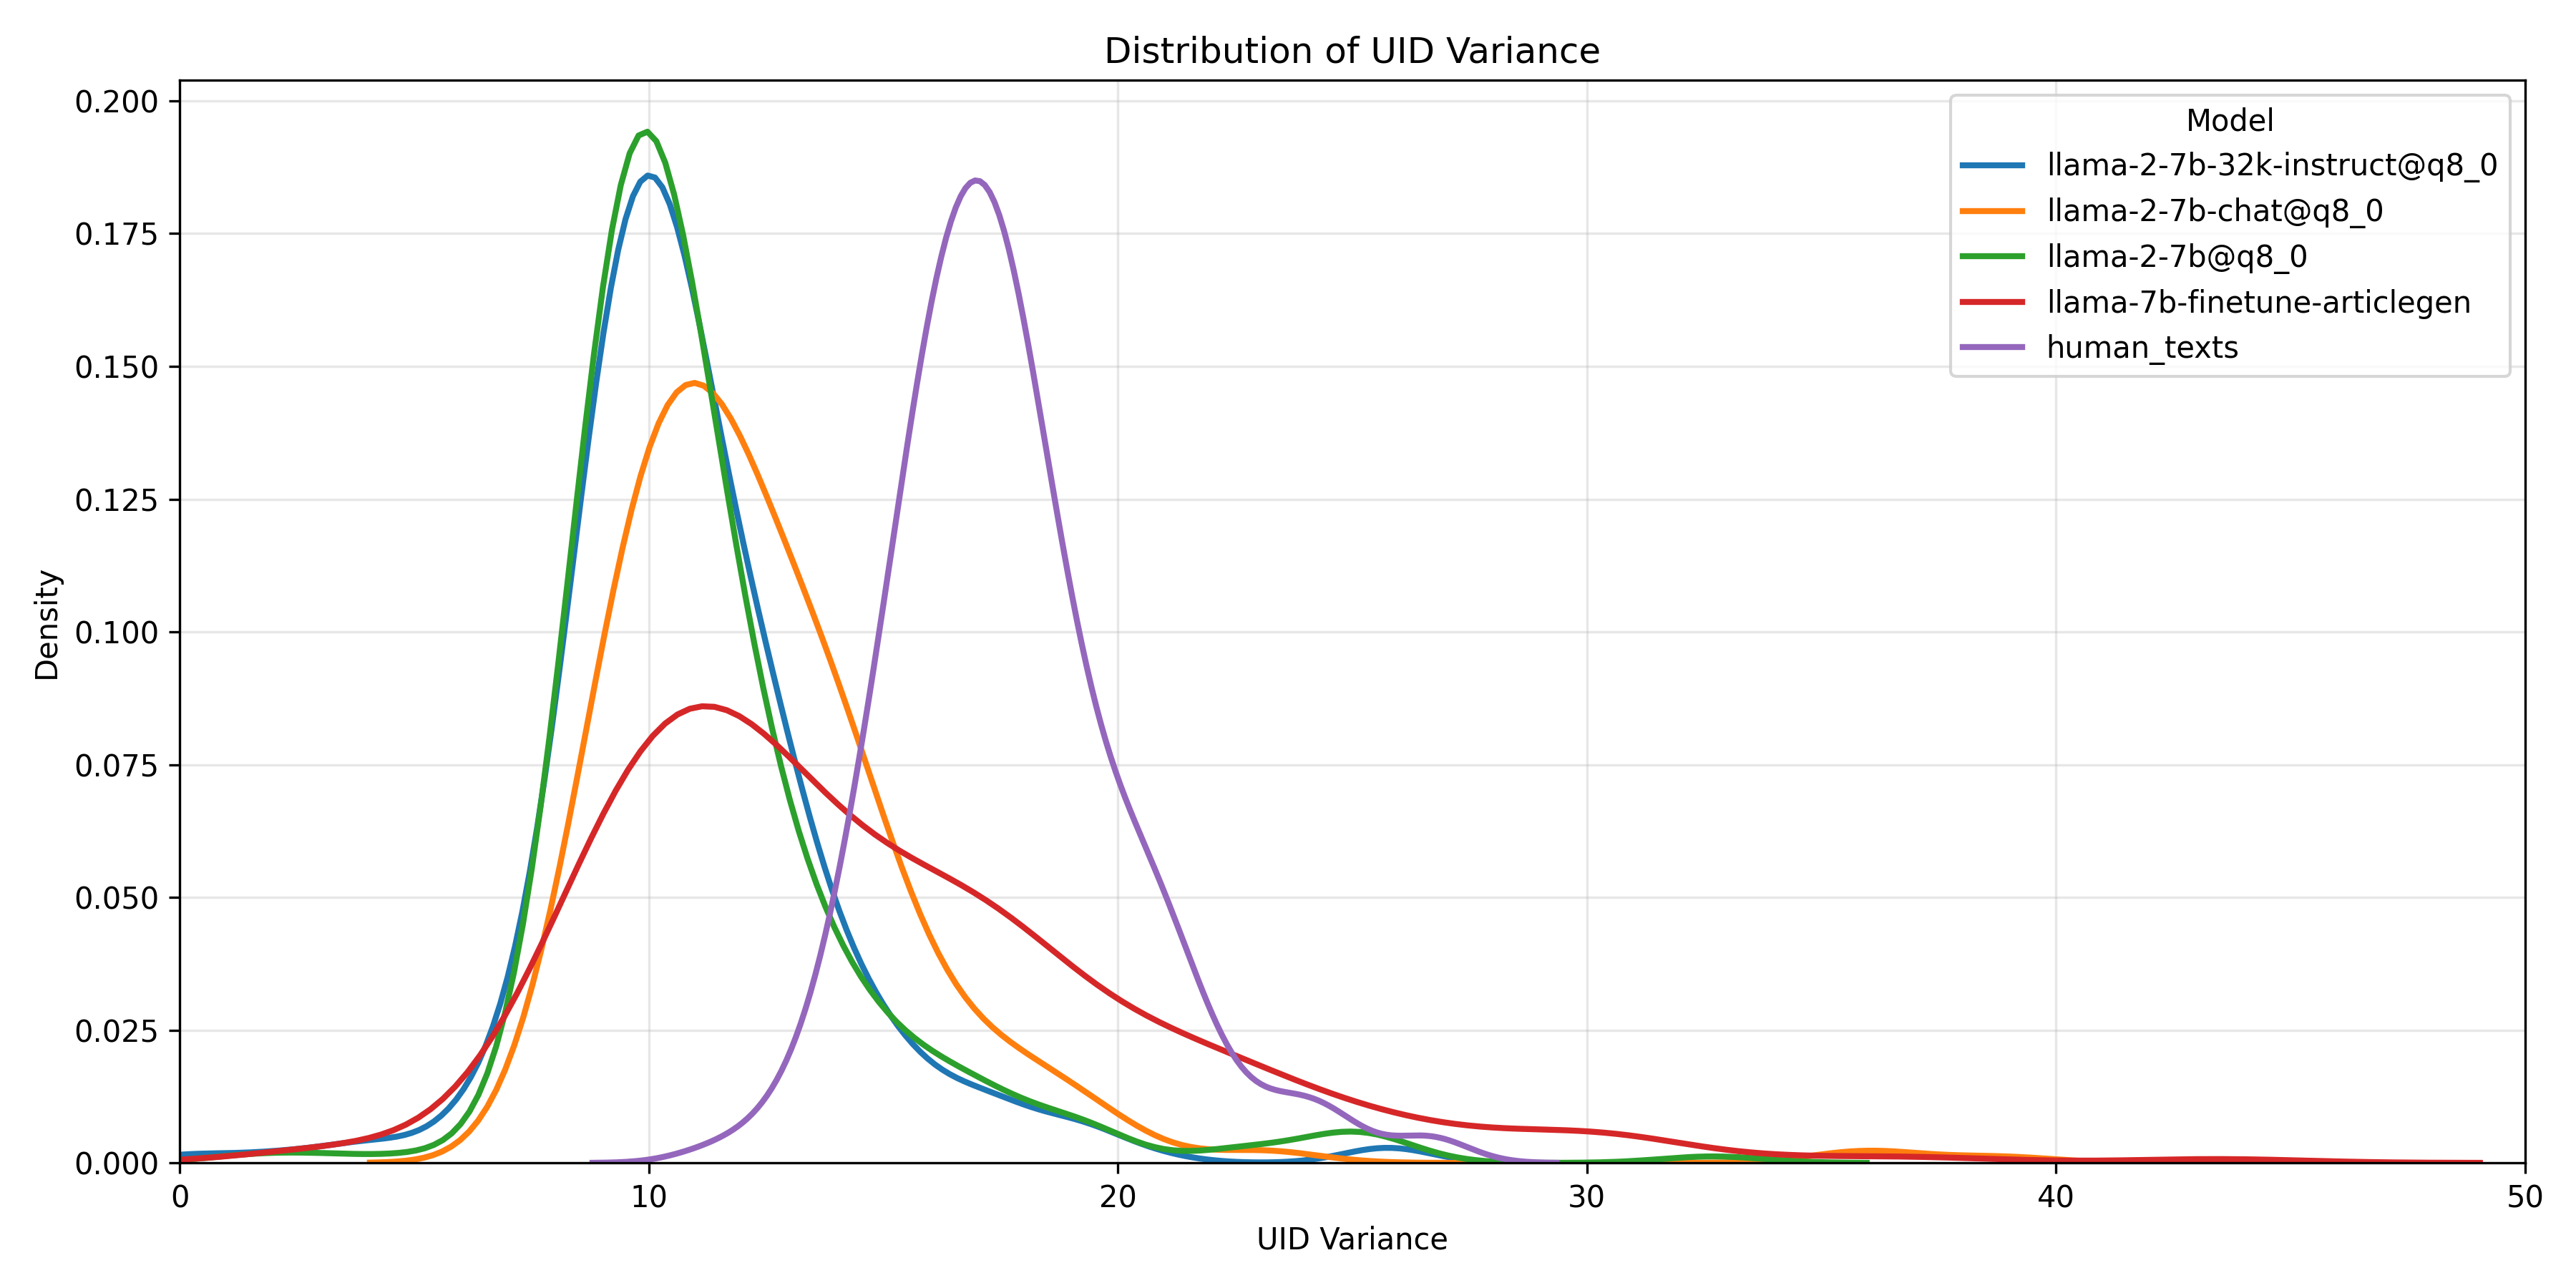 Distribution of UID Variance
Model
llama-2-7b-32k-instruct@q8_0
llama-2-7b-chat@q8_0
llama-2-7b@q8_0
llama-7b-finetune-articlegen
human_texts
Density
0.200
0.175
0.150
0.125
0.100
0.075
0.050
0.025
0.000
0
10
20
30
40
50
UID Variance